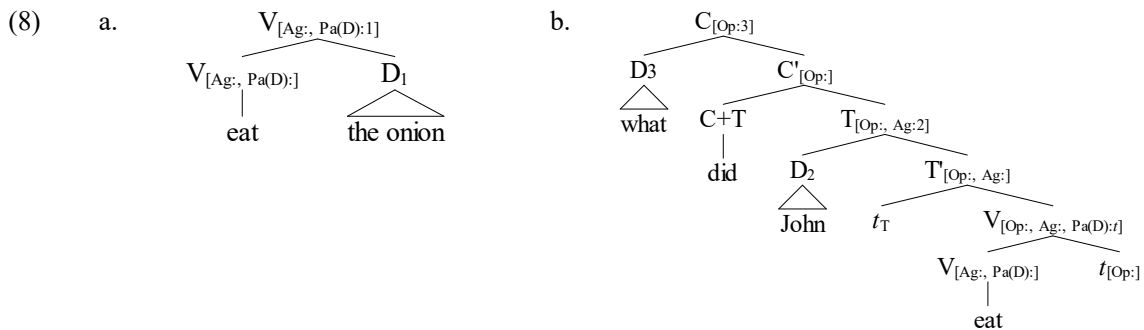 (8) a. b.
V[Ag:, Pa(D):1] C[Op:3]
V[Ag:, Pa(D):] D1 D3 C'[Op:]
eat the onion what C+T T[Op:, Ag:2]
did D2 T'[Op:, Ag:]
John tT V[Op:, Ag:, Pa(D):t]
V[Ag:, Pa(D):] t[Op:]
eat